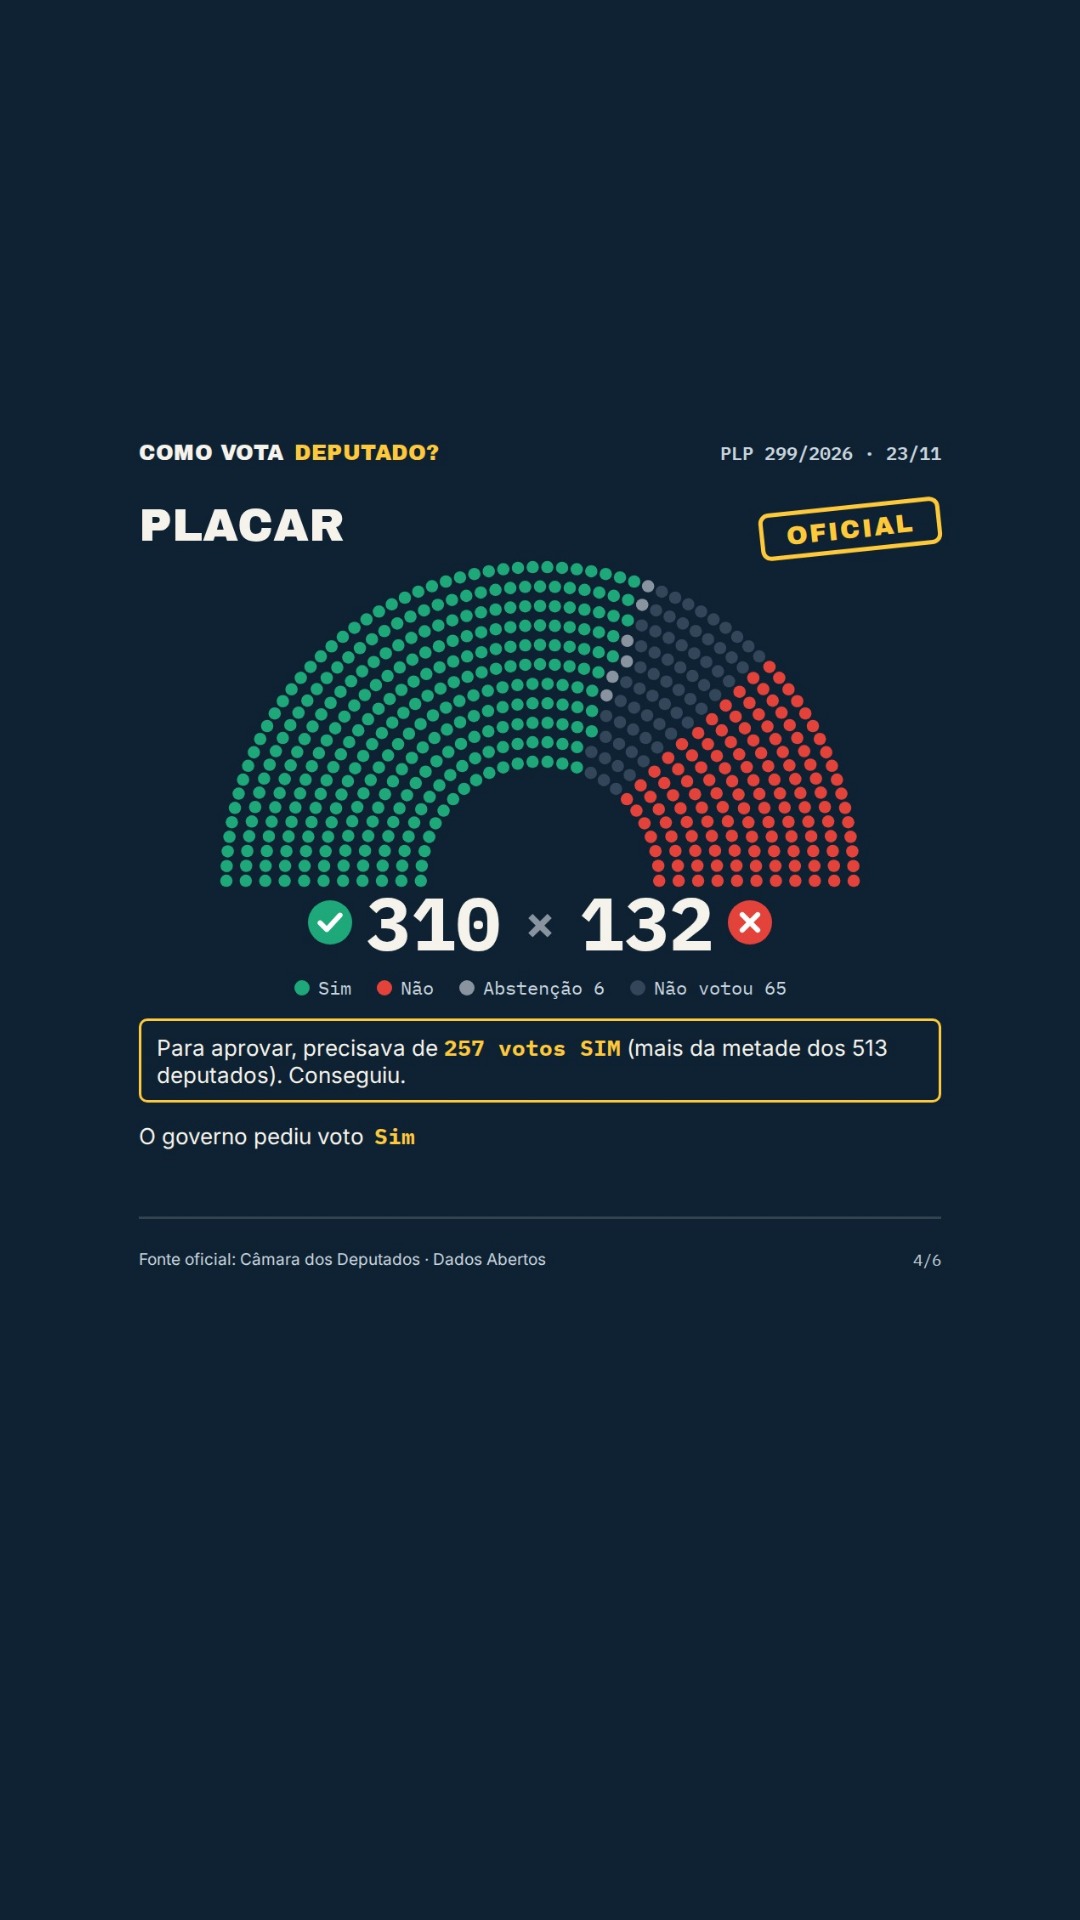 COMO VOTA DEPUTADO?
PLP 299/2026 · 23/11
PLACAR
OFICIAL
310 × 132
Sim Não Abstenção 6 Não votou 65
Para aprovar, precisava de 257 votos SIM (mais da metade dos 513
deputados). Conseguiu.
O governo pediu voto Sim
Fonte oficial: Câmara dos Deputados · Dados Abertos
4/6